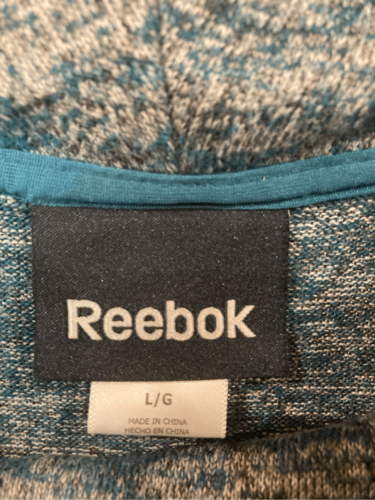 Reebok
L/G
MADE IN CHINA
HECHO EN CHINA